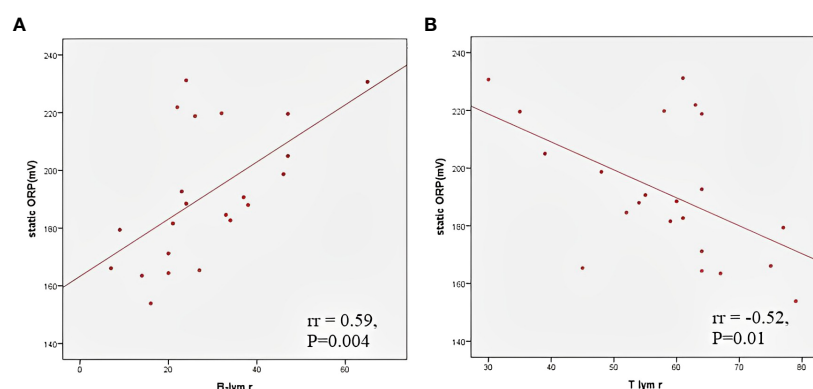 A
static ORP(mV)
240
220
200
180
160
140
rr = 0.59,
P=0.004
0
20
40
60
B-lym r
B
static ORP(mV)
240
220
200
180
160
140
rr = -0.52,
P=0.01
30
40
50
60
70
80
T lym r